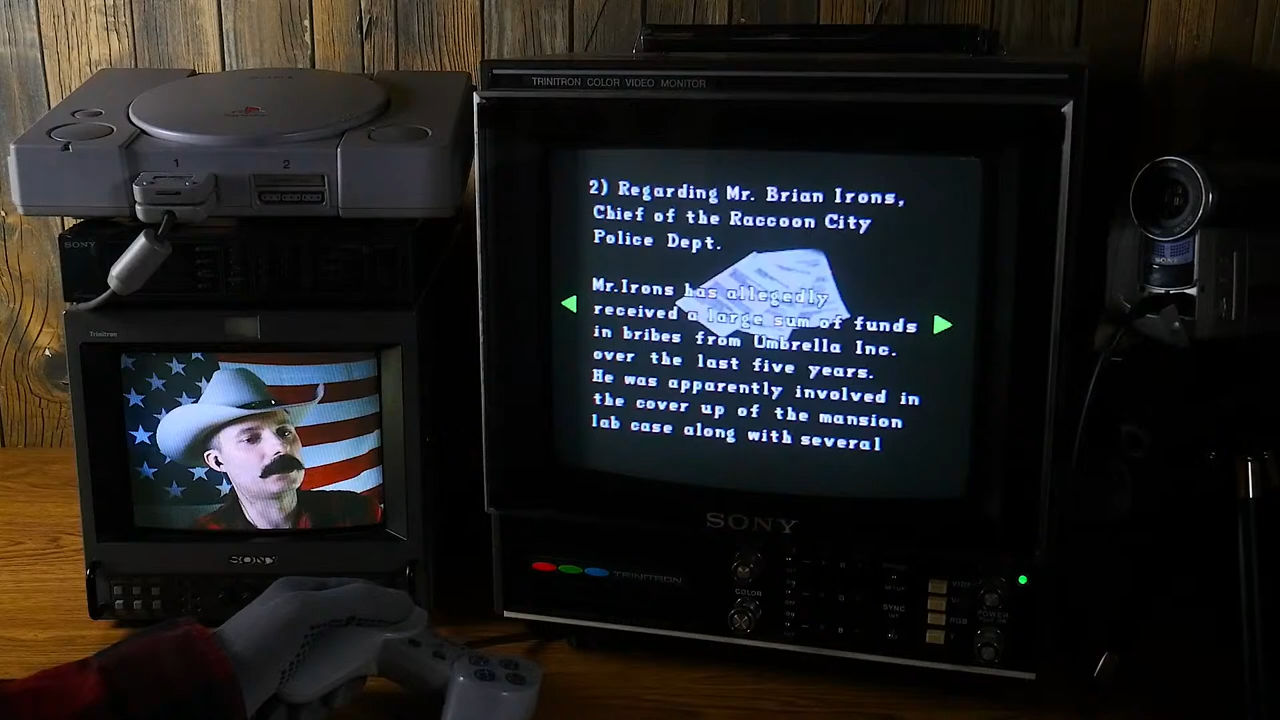 TRINITRON COLOR VIDEO MONITOR
1
2
SONY
Trinitron
SONY
2) Regarding Mr. Brian Irons,
Chief of the Raccoon City
Police Dept.
Mr.Irons has allegedly
received a large sum of funds
in bribes from Umbrella Inc.
over the last five years.
He was apparently involved in
the cover up of the mansion
lab case along with several
SONY
SONY
TRINITRON
COLOR
SYNC
RGB
POWER